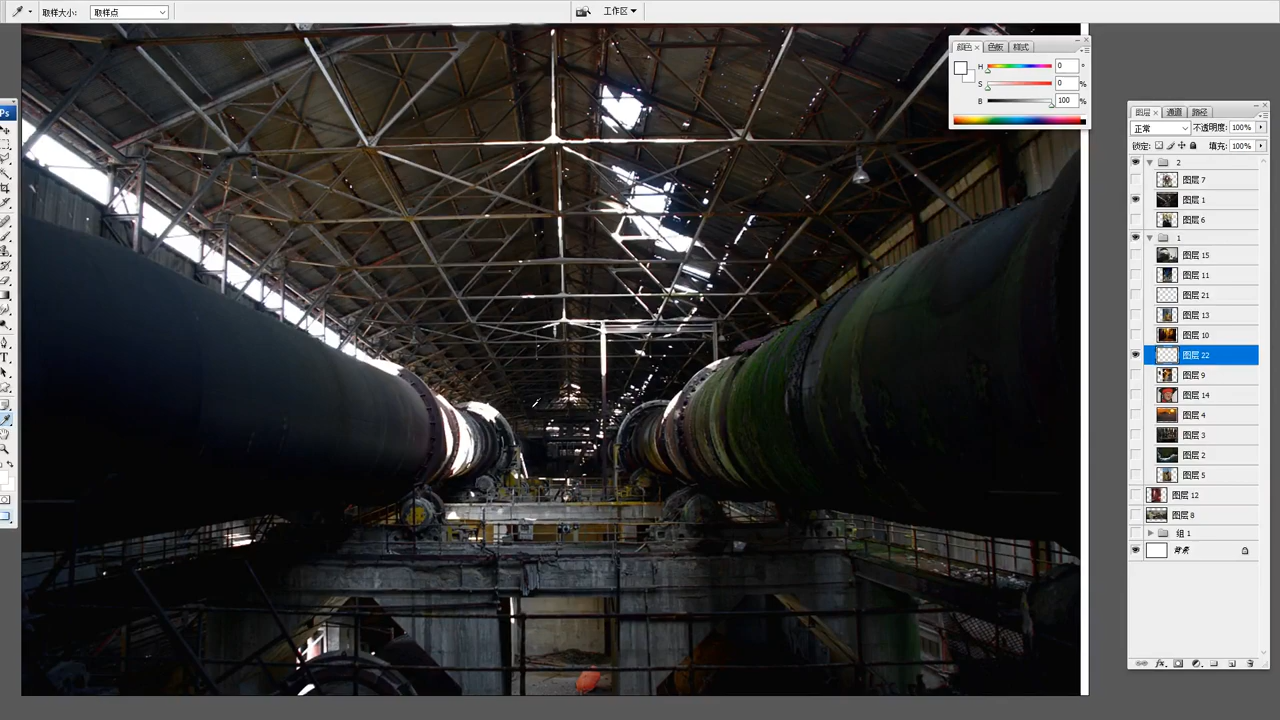 取样大小: 取样点
工作区
颜色 × 色板 样式
H 0 °
S 0 %
B 100 %
Ps
图层 × 通道 路径
正常 不透明度: 100%
锁定: 填充: 100%
2
图层 7
图层 1
图层 6
1
图层 15
图层 11
图层 21
图层 13
图层 10
图层 22
图层 9
图层 14
图层 4
图层 3
图层 2
图层 5
图层 12
图层 8
组 1
背景